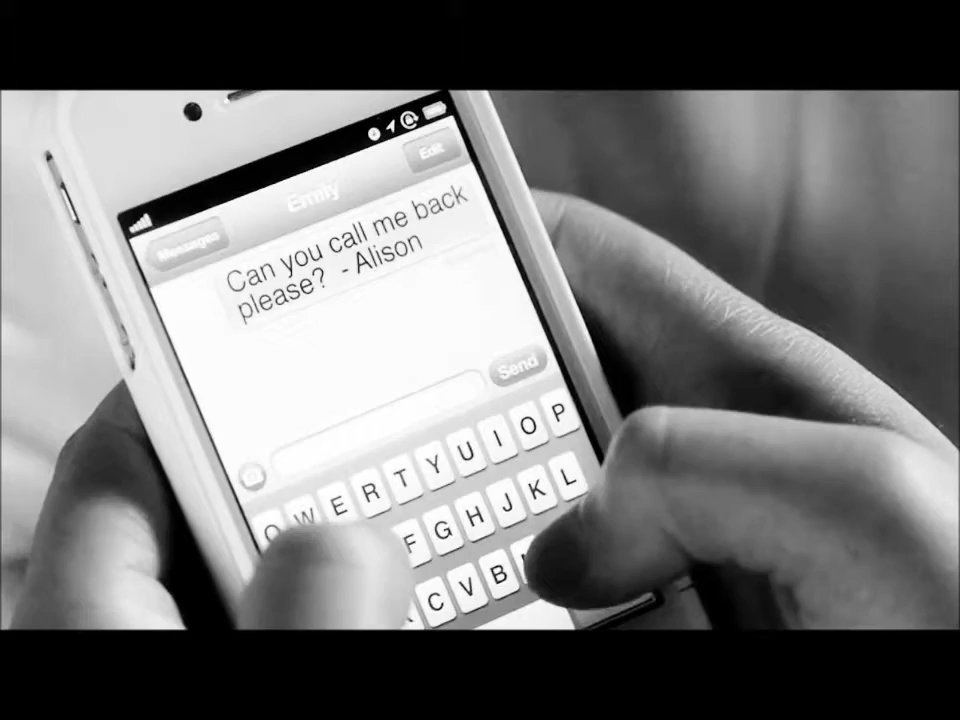 Edit
Emily
Messages
Can you call me back
please? - Alison
Send
Q W E R T Y U I O P
F G H J K L
C V B